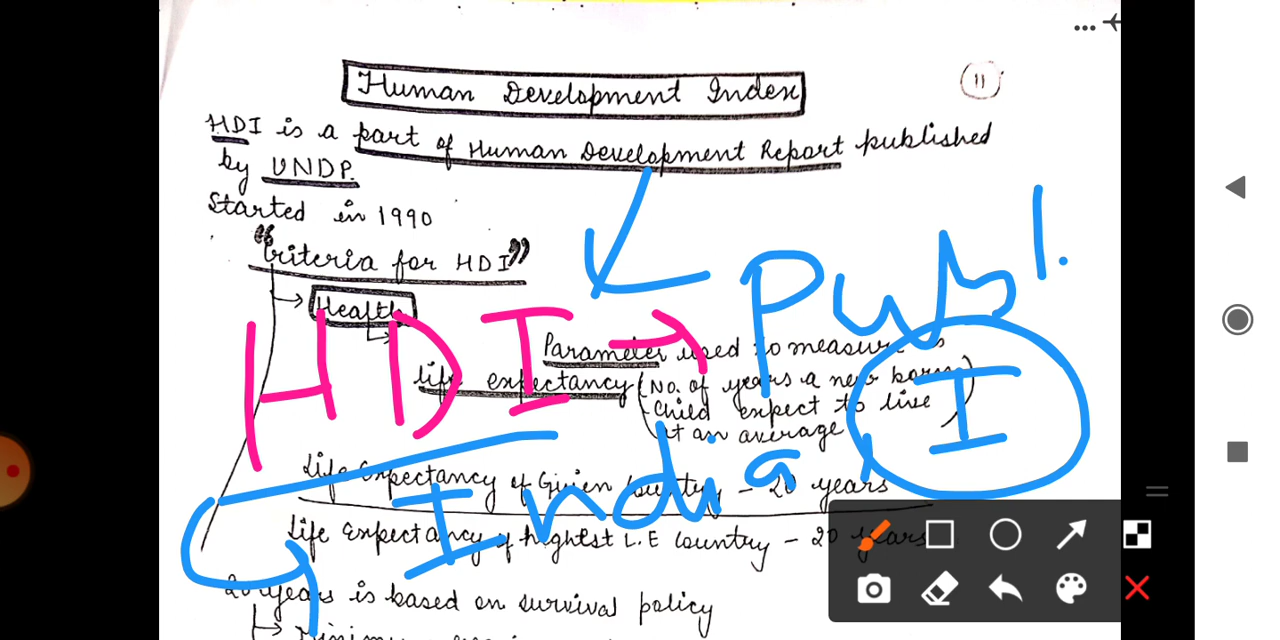 Human Development Index
11
HDI is a part of Human Development Report published
by UNDP.
Started in 1990
"Criteria for HDI"
Health
Parameter used to measure is
life expectancy (No. of years a new born
child expect to live
at an average)
Life Expectancy of Given Country - 20 years
Life Expectancy of highest L.E Country - 20 years
20 years is based on survival policy
HDI →
Publ.
I
India